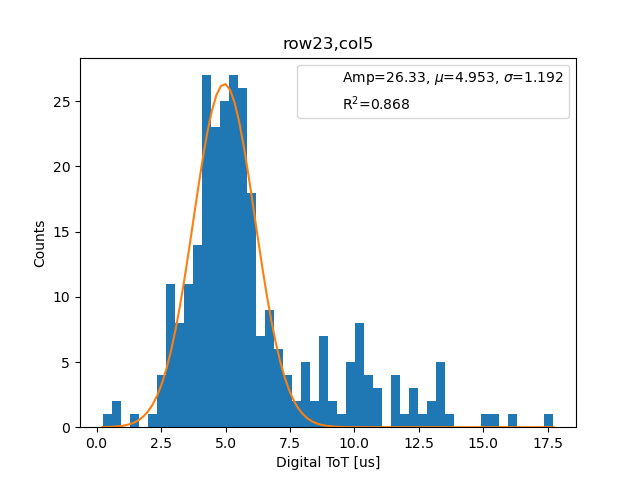 row23,col5
Amp=26.33, μ=4.953, σ=1.192
R²=0.868
Counts
25
20
15
10
5
0
0.0 2.5 5.0 7.5 10.0 12.5 15.0 17.5
Digital ToT [us]